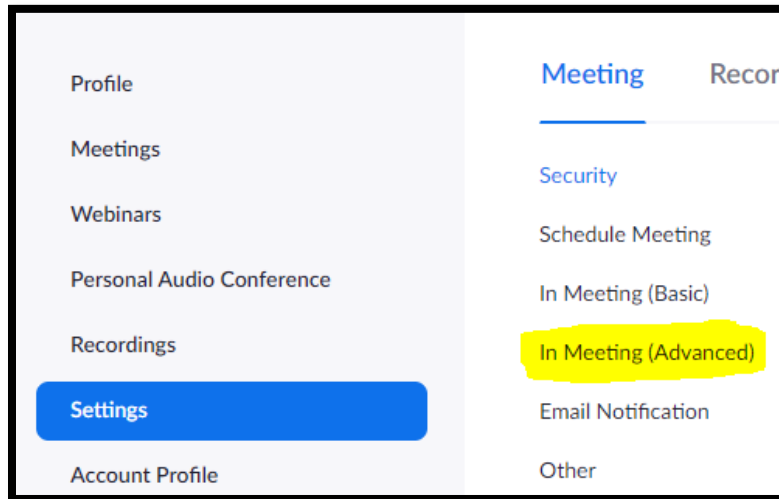 Profile
Meetings
Webinars
Personal Audio Conference
Recordings
Settings
Account Profile
Meeting Recor
Security
Schedule Meeting
In Meeting (Basic)
In Meeting (Advanced)
Email Notification
Other